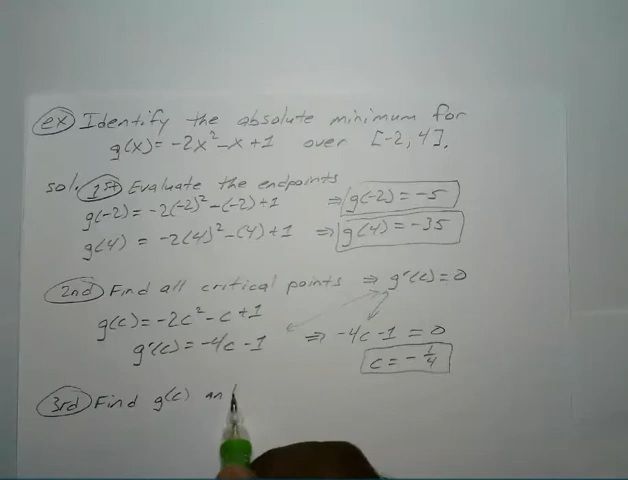 ex Identify the absolute minimum for
g(x) = -2x² - x + 1 over [-2, 4].
sol. 1st Evaluate the endpoints
g(-2) = -2(-2)² - (-2) + 1 ⇒ g(-2) = -5
g(4) = -2(4)² - (4) + 1 ⇒ g(4) = -35
2nd Find all critical points ⇒ g'(c) = 0
g(c) = -2c² - c + 1
g'(c) = -4c - 1 ⇒ -4c - 1 = 0
c = -1/4
3rd Find g(c) an